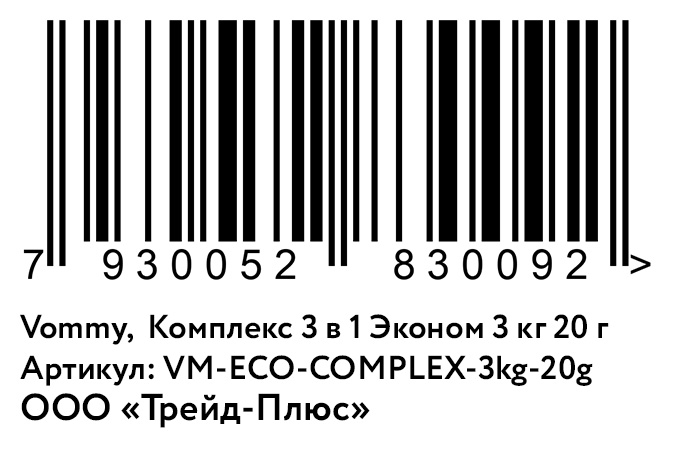 7 930052 830092 >
Vommy, Комплекс 3 в 1 Эконом 3 кг 20 г
Артикул: VM-ECO-COMPLEX-3kg-20g
ООО «Трейд-Плюс»